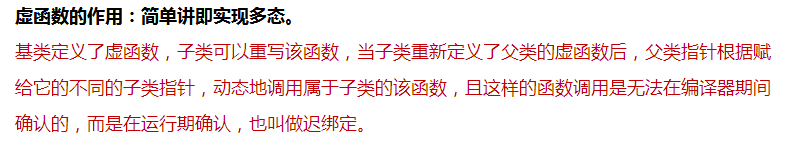 虚函数的作用：简单讲即实现多态。
基类定义了虚函数，子类可以重写该函数，当子类重新定义了父类的虚函数后，父类指针根据赋
给它的不同的子类指针，动态地调用属于子类的该函数，且这样的函数调用是无法在编译器期间
确认的，而是在运行期确认，也叫做迟绑定。